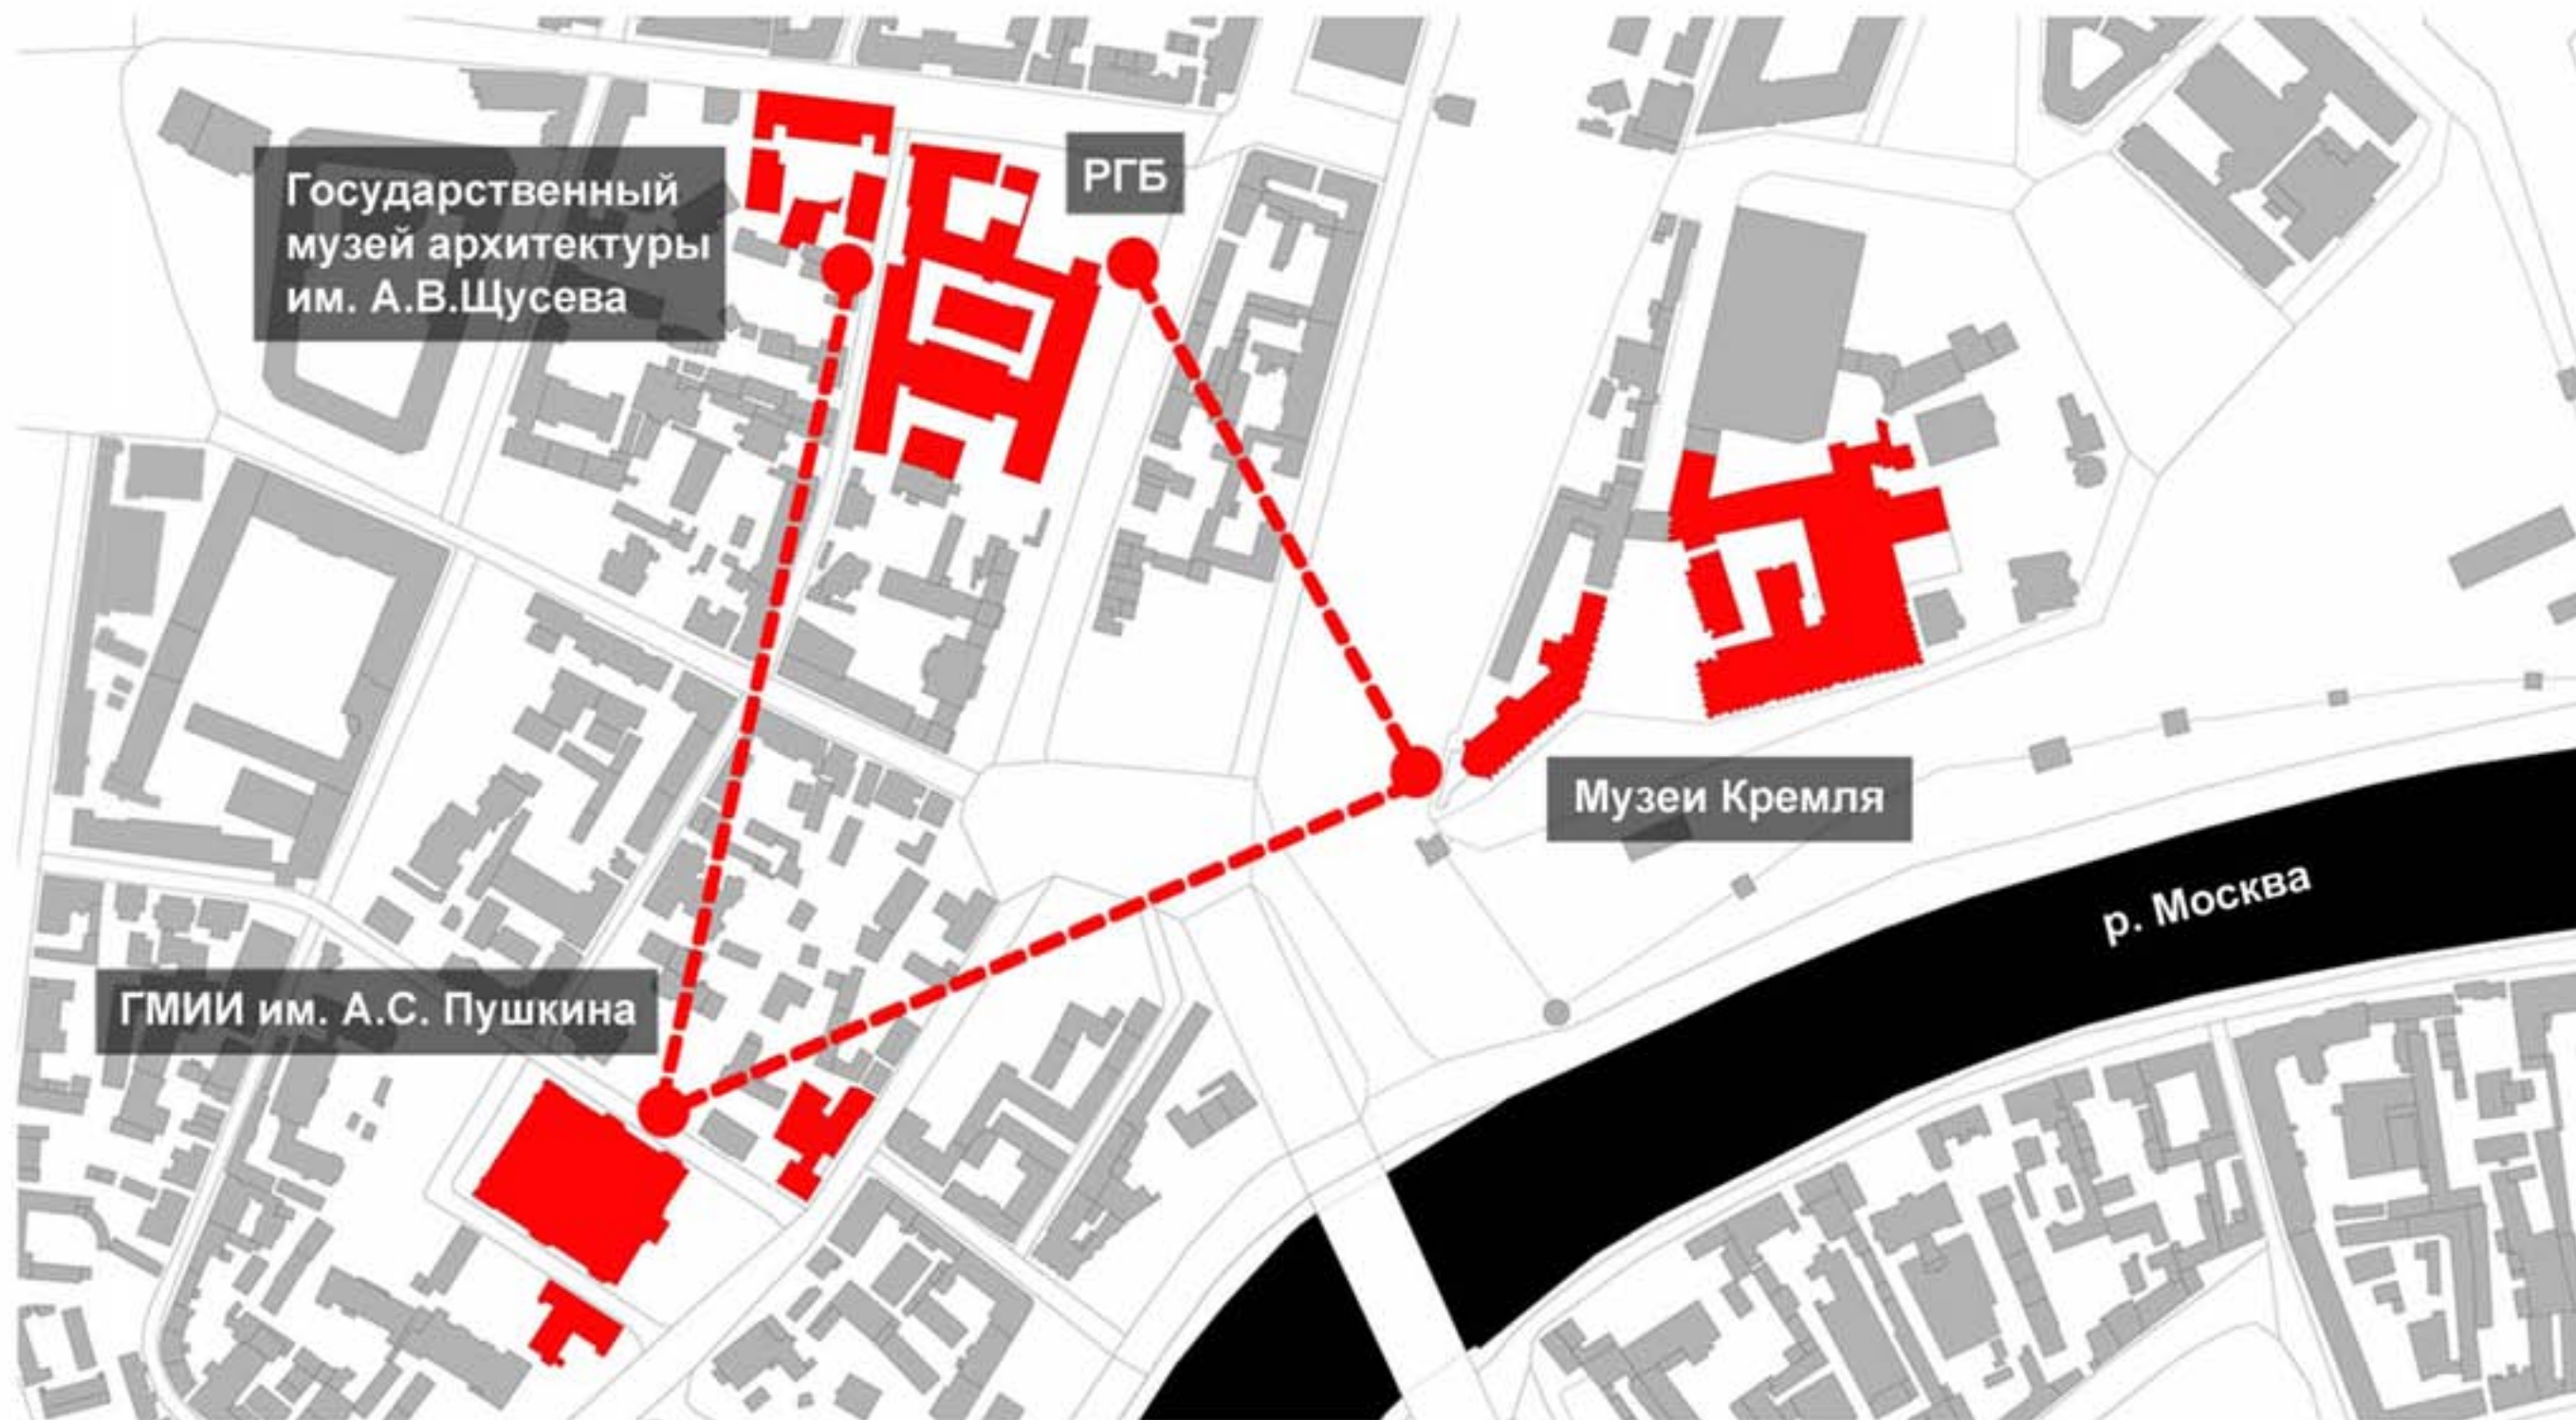 Государственный
музей архитектуры
им. А.В.Щусева
РГБ
Музеи Кремля
р. Москва
ГМИИ им. А.С. Пушкина